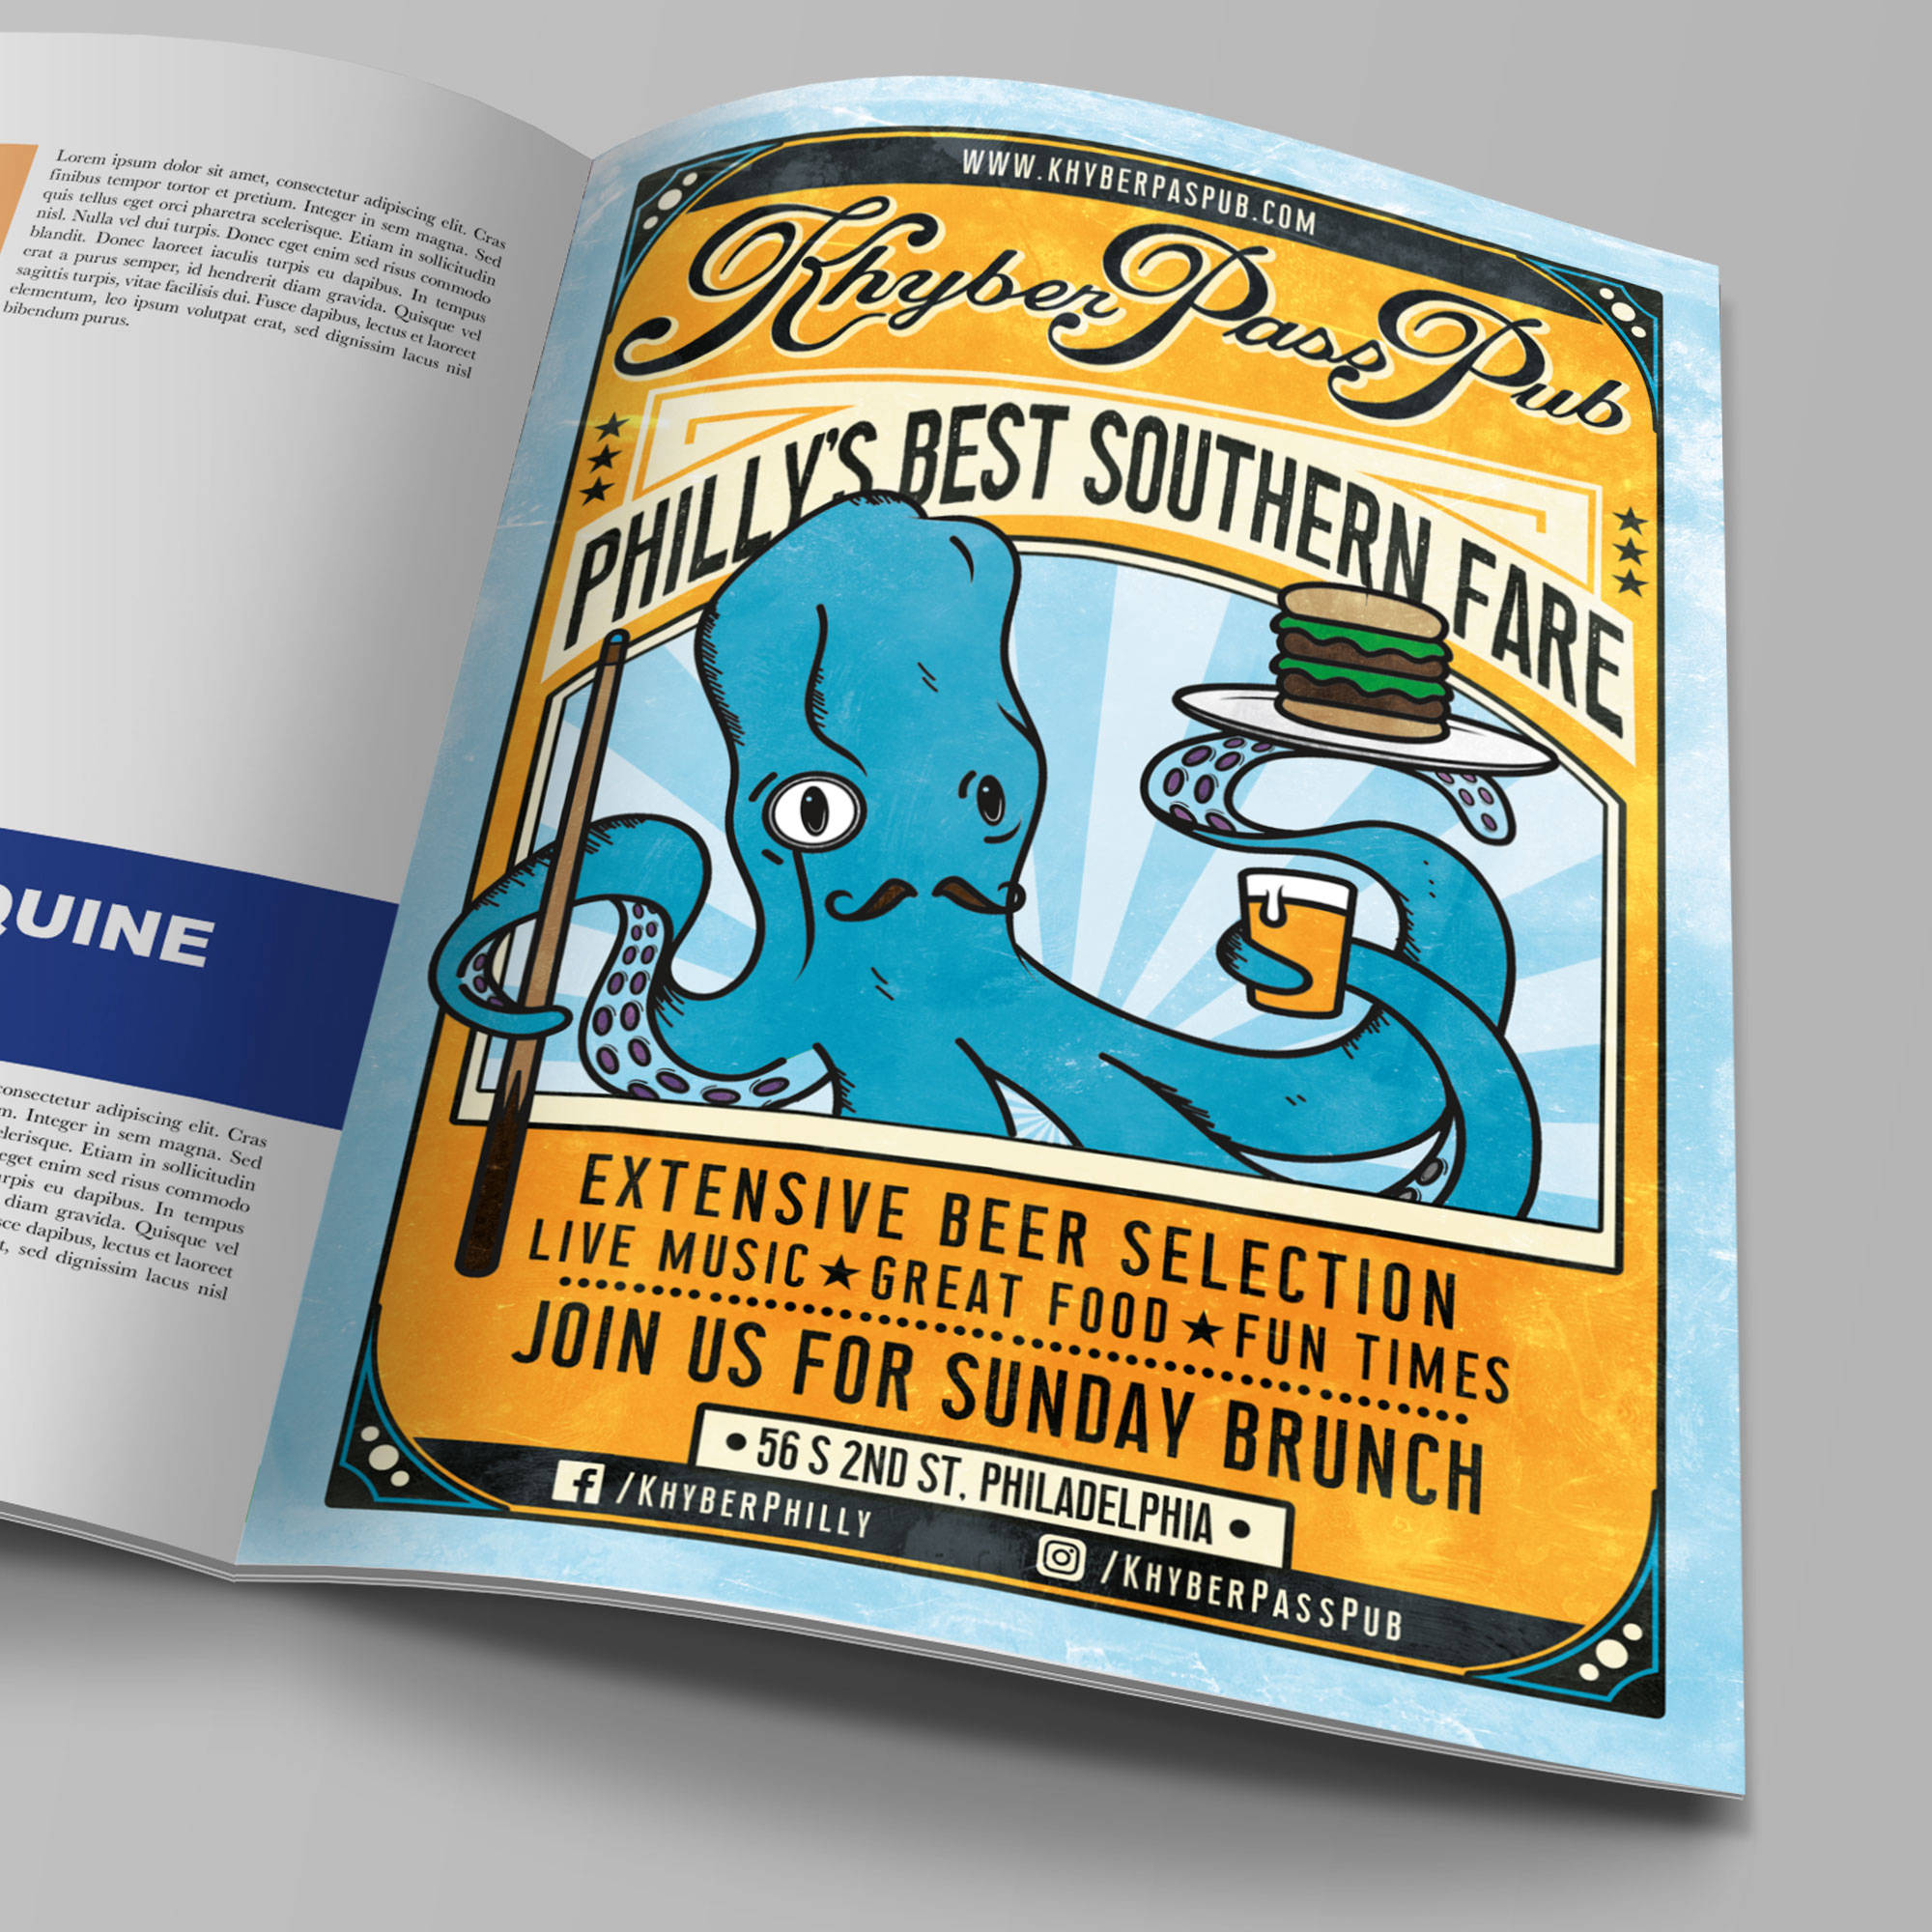 Lorem ipsum dolor sit amet, consectetur adipiscing elit. Cras
finibus tempor tortor et pretium. Integer in sem magna. Sed
quis tellus eget orci pharetra scelerisque. Etiam in sollicitudin
nisl. Nulla vel dui turpis. Donec eget enim sed risus commodo
blandit. Donec laoreet iaculis turpis eu dapibus. In tempus
erat a purus semper, id hendrerit diam gravida. Quisque vel
sagittis turpis, vitae facilisis dui. Fusce dapibus, lectus et laoreet
elementum, leo ipsum volutpat erat, sed dignissim lacus nisl
bibendum purus.
QUINE
consectetur adipiscing elit. Cras
Integer in sem magna. Sed
Etiam in sollicitudin
eget enim sed risus commodo
eu dapibus. In tempus
diam gravida. Quisque vel
dapibus, lectus et laoreet
sed dignissim lacus nisl
WWW.KHYBERPASPUB.COM
Khyber Pass Pub
PHILLY'S BEST SOUTHERN FARE
EXTENSIVE BEER SELECTION
LIVE MUSIC★GREAT FOOD★FUN TIMES
JOIN US FOR SUNDAY BRUNCH
• 56 S 2ND ST, PHILADELPHIA •
/KHYBERPHILLY
/KHYBERPASSPUB